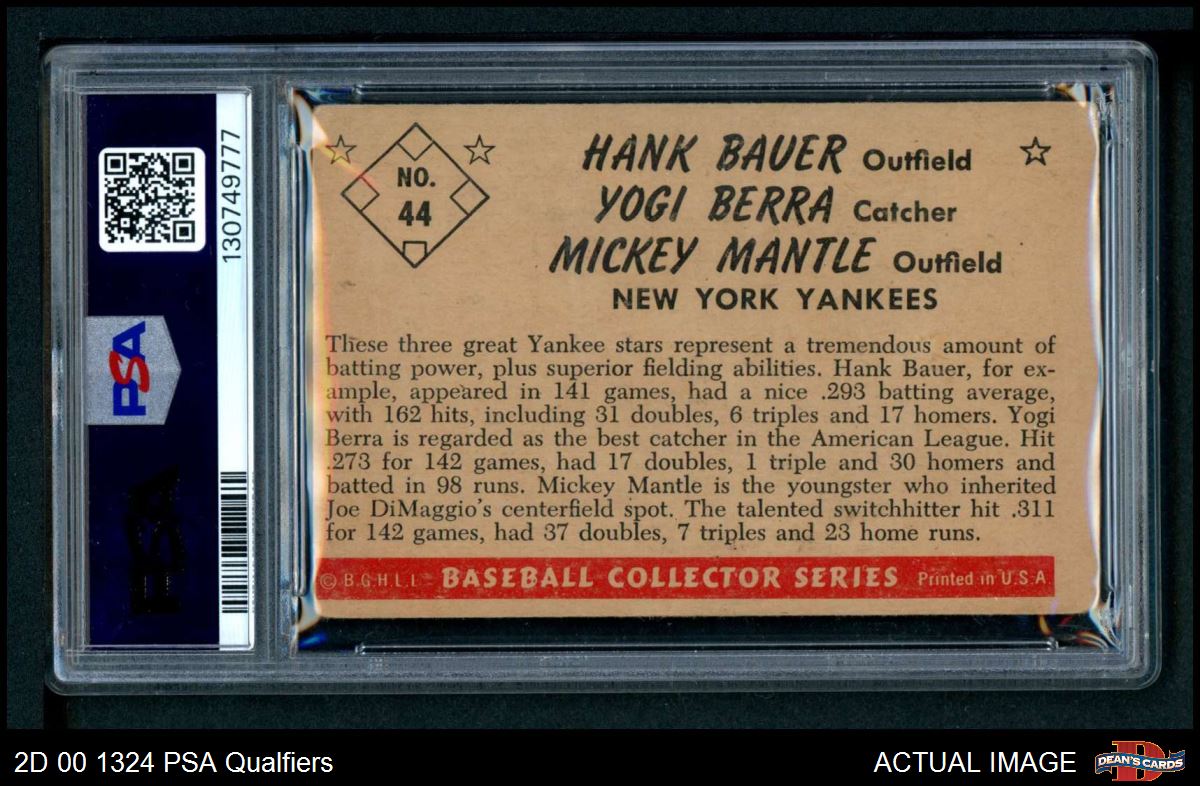 130749777
PSA
PSA
NO.
44
HANK BAUER Outfield
YOGI BERRA Catcher
MICKEY MANTLE Outfield
NEW YORK YANKEES
These three great Yankee stars represent a tremendous amount of
batting power, plus superior fielding abilities. Hank Bauer, for ex-
ample, appeared in 141 games, had a nice .293 batting average,
with 162 hits, including 31 doubles, 6 triples and 17 homers. Yogi
Berra is regarded as the best catcher in the American League. Hit
.273 for 142 games, had 17 doubles, 1 triple and 30 homers and
batted in 98 runs. Mickey Mantle is the youngster who inherited
Joe DiMaggio's centerfield spot. The talented switchhitter hit .311
for 142 games, had 37 doubles, 7 triples and 23 home runs.
© B.G.H.L.I. BASEBALL COLLECTOR SERIES Printed in U.S.A.
2D 00 1324 PSA Qualfiers
ACTUAL IMAGE
D
DEAN'S CARDS